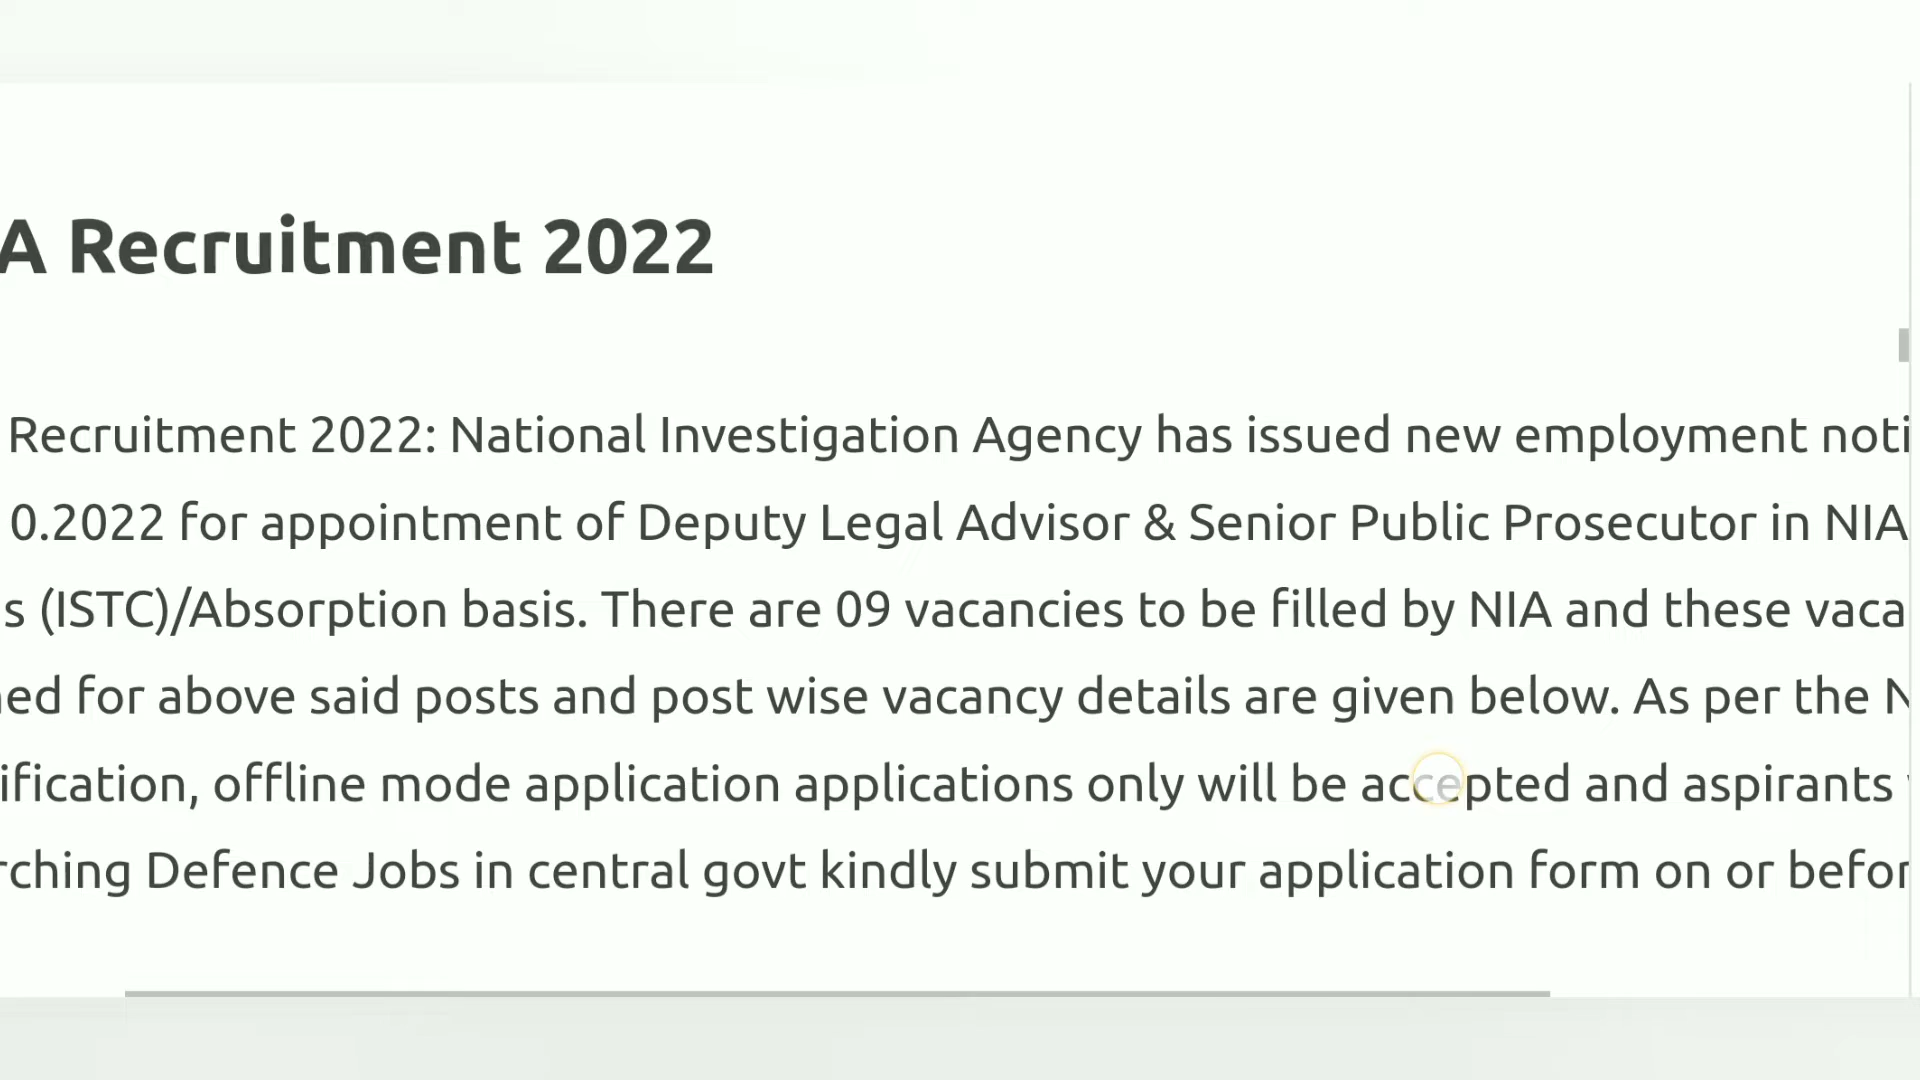 A Recruitment 2022
Recruitment 2022: National Investigation Agency has issued new employment noti
0.2022 for appointment of Deputy Legal Advisor & Senior Public Prosecutor in NIA
s (ISTC)/Absorption basis. There are 09 vacancies to be filled by NIA and these vaca
ed for above said posts and post wise vacancy details are given below. As per the N
ification, offline mode application applications only will be accepted and aspirants
rching Defence Jobs in central govt kindly submit your application form on or befor